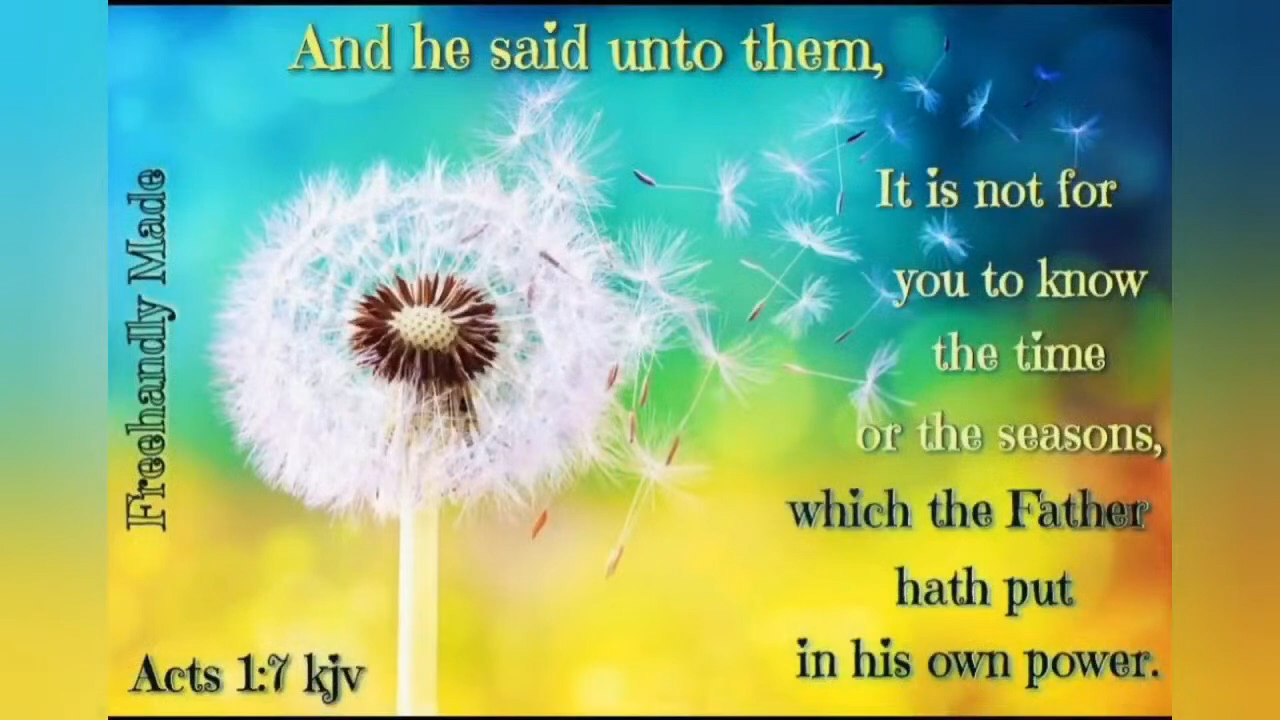 And he said unto them,
It is not for
you to know
the time
or the seasons,
which the Father
hath put
in his own power.
Freehandly Made
Acts 1:7 kjv